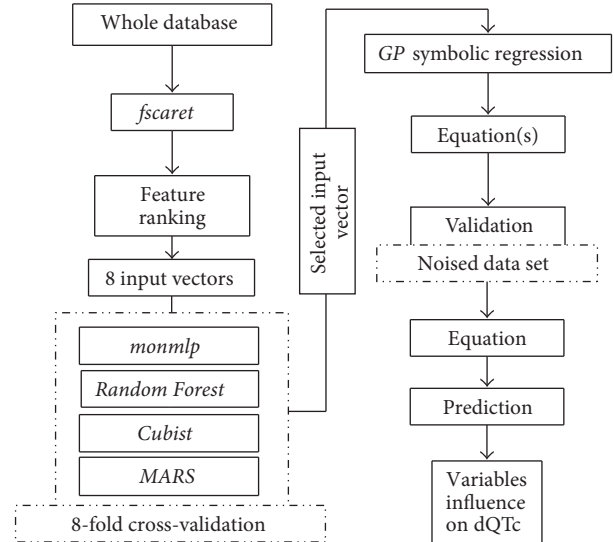 Whole database
fscaret
Feature
ranking
8 input vectors
monmlp
Random Forest
Cubist
MARS
8-fold cross-validation
Selected input
vector
GP symbolic regression
Equation(s)
Validation
Noised data set
Equation
Prediction
Variables
influence
on dQTc